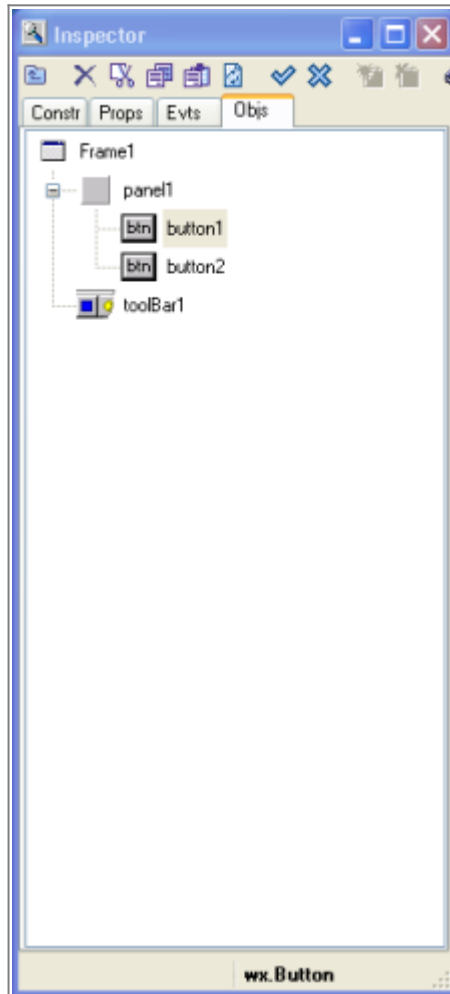 Inspector
Constr Props Evts Objs
Frame1
panel1
btn button1
btn button2
toolBar1
wx.Button